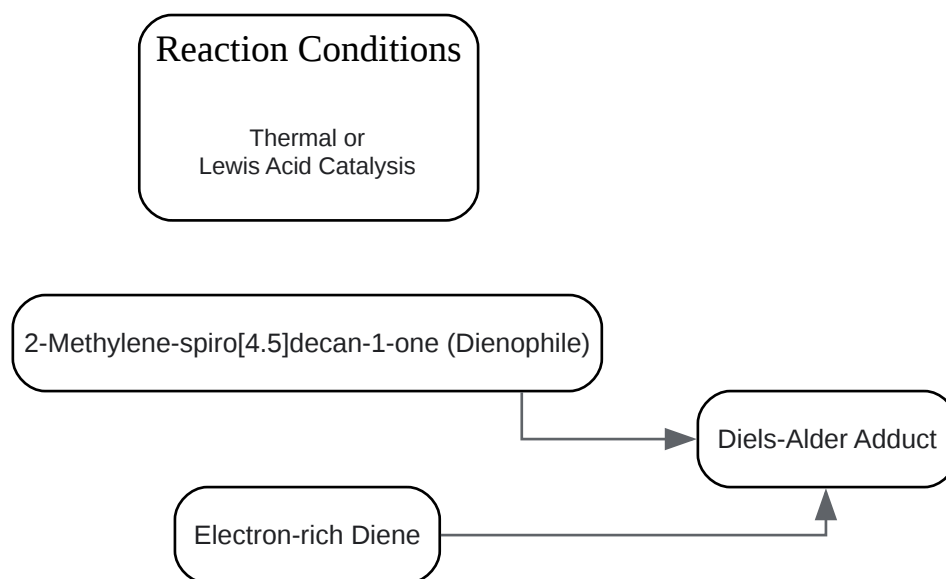 Reaction Conditions
Thermal or
Lewis Acid Catalysis
2-Methylene-spiro[4.5]decan-1-one (Dienophile)
Diels-Alder Adduct
Electron-rich Diene